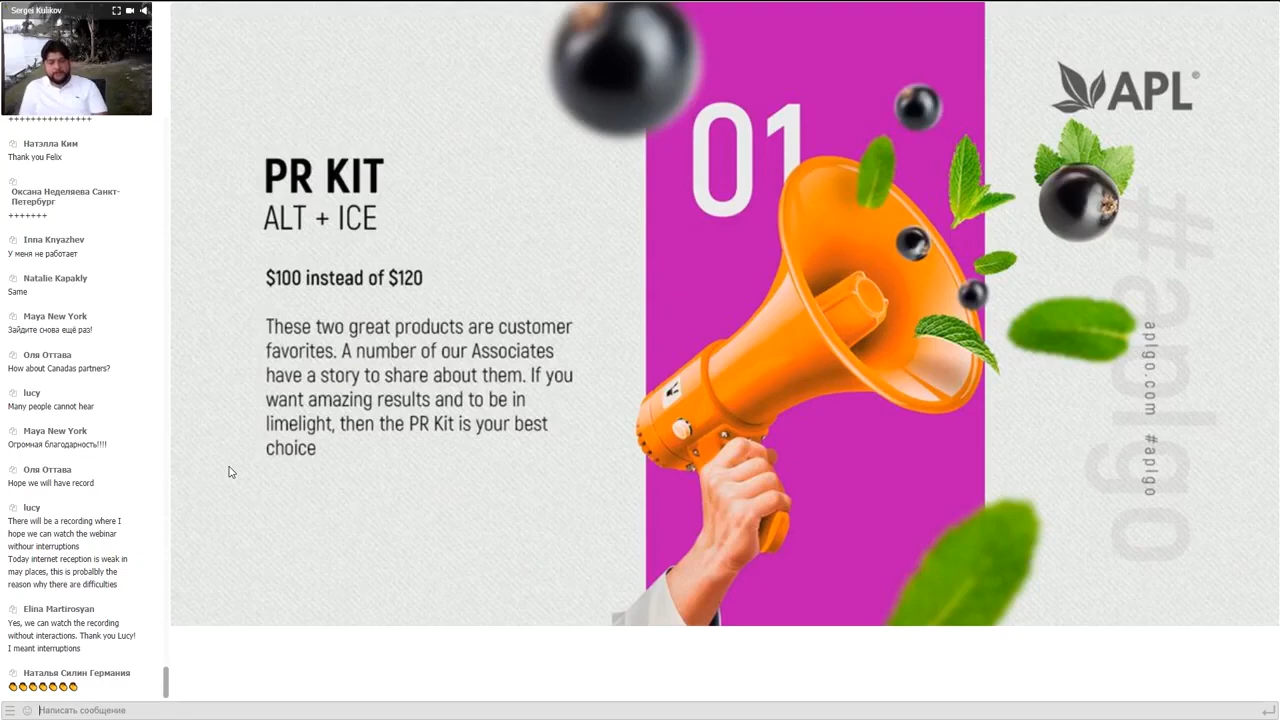 Sergei Kulikov
+++++++++++++++
Натэлла Ким
Thank you Felix
Оксана Неделяева Санкт-
Петербург
+++++++
Inna Knyazhev
У меня не работает
Natalie Kapakly
Same
Maya New York
Зайдите снова ещё раз!
Оля Оттава
How about Canadas partners?
lucy
Many people cannot hear
Maya New York
Огромная благодарность!!!!
Оля Оттава
Hope we will have record
lucy
There will be a recording where I
hope we can watch the webinar
withour interruptions
Today internet reception is weak in
may places, this is probalbly the
reason why there are difficulties
Elina Martirosyan
Yes, we can watch the recording
without interactions. Thank you Lucy!
I meant interruptions
Наталья Силин Германия
Написать сообщение
PR KIT
ALT + ICE
$100 instead of $120
These two great products are customer
favorites. A number of our Associates
have a story to share about them. If you
want amazing results and to be in
limelight, then the PR Kit is your best
choice
01
APL®
#aplgo
aplgo.com #aplgo